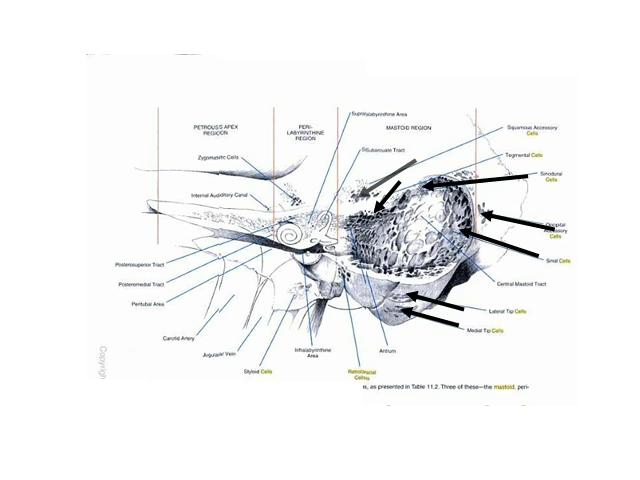 Supralabyrinthine Area
PETROUS APEX
REGION
PERI-
LABYRINTHINE
REGION
MASTOID REGION
Squamous Accessory
Cells
Zygomatic Cells
Subarcuate Tract
Tegmental Cells
Sinodural
Cells
Internal Auditory Canal
Occipital
Accessory
Cells
Posterosuperior Tract
Sinal Cells
Posteromedial Tract
Central Mastoid Tract
Peritubal Area
Lateral Tip Cells
Medial Tip Cells
Carotid Artery
Jugular Vein
Infralabyrinthine
Area
Antrum
Styloid Cells
Retrofacial
Cells
is, as presented in Table 11.2. Three of these—the mastoid, peri-
Copyrigh